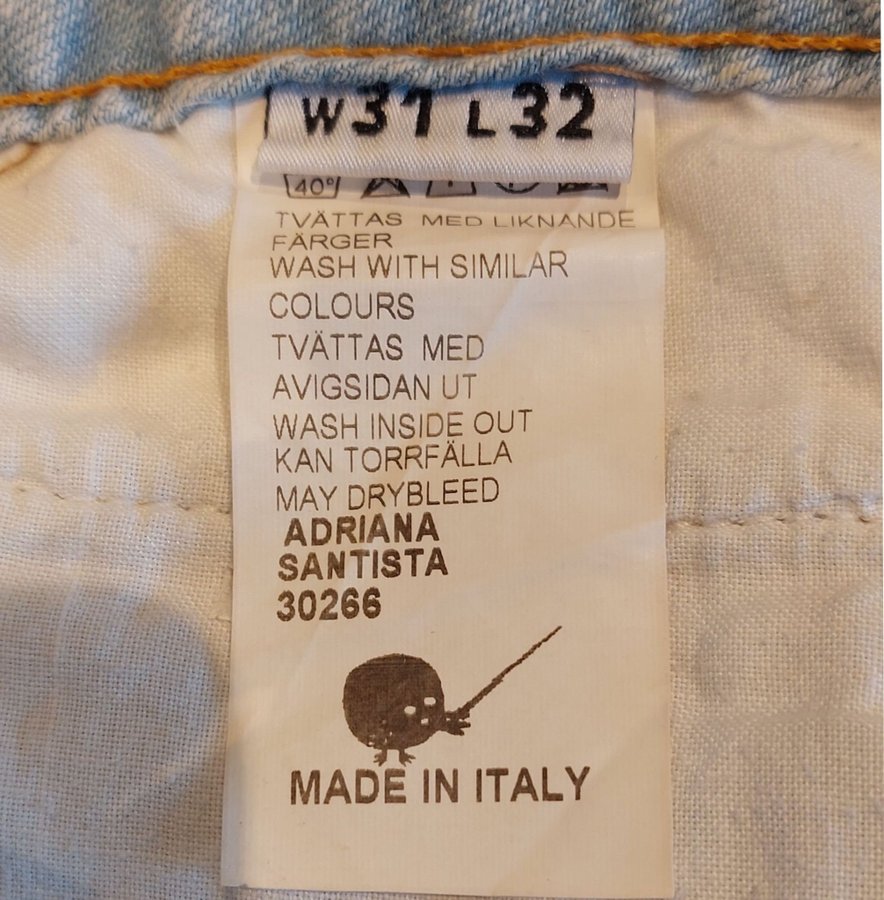 W31 L32
40°
TVÄTTAS MED LIKNANDE
FÄRGER
WASH WITH SIMILAR
COLOURS
TVÄTTAS MED
AVIGSIDAN UT
WASH INSIDE OUT
KAN TORRFÄLLA
MAY DRYBLEED
ADRIANA
SANTISTA
30266
MADE IN ITALY